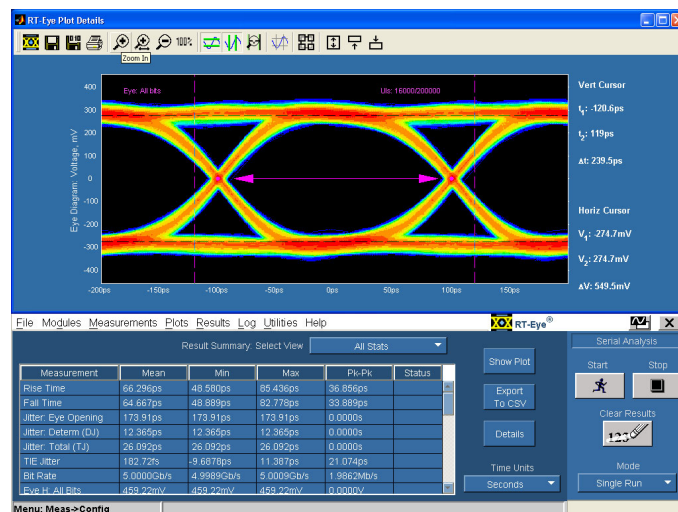 RT-Eye Plot Details
100%
Zoom In
Eye: All bits
UIs: 16000/200000
Eye Diagram: Voltage, mV
400
300
200
100
0
-100
-200
-300
-400
-200ps -150ps -100ps -50ps 0ps 50ps 100ps 150ps
Vert Cursor
t1: -120.6ps
t2: 119ps
Δt: 239.5ps
Horiz Cursor
V1: -274.7mV
V2: 274.7mV
ΔV: 549.5mV
File Modules Measurements Plots Results Log Utilities Help
RT-Eye®
Result Summary: Select View All Stats
Measurement Mean Min Max Pk-Pk Status
Rise Time 66.296ps 48.580ps 85.436ps 36.856ps
Fall Time 64.667ps 48.889ps 82.778ps 33.889ps
Jitter: Eye Opening 173.91ps 173.91ps 173.91ps 0.0000s
Jitter: Determ (DJ) 12.365ps 12.365ps 12.365ps 0.0000s
Jitter: Total (TJ) 26.092ps 26.092ps 26.092ps 0.0000s
TIE Jitter 182.72fs -9.6878ps 11.387ps 21.074ps
Bit Rate 5.0000Gb/s 4.9989Gb/s 5.0009Gb/s 1.9862Mb/s
Eye H: All Bits 459.22mV 459.22mV 459.22mV 0.0000V
Show Plot
Export
To CSV
Details
Time Units
Seconds
Serial Analysis
Start Stop
Clear Results
123
Mode
Single Run
Menu: Meas->Config